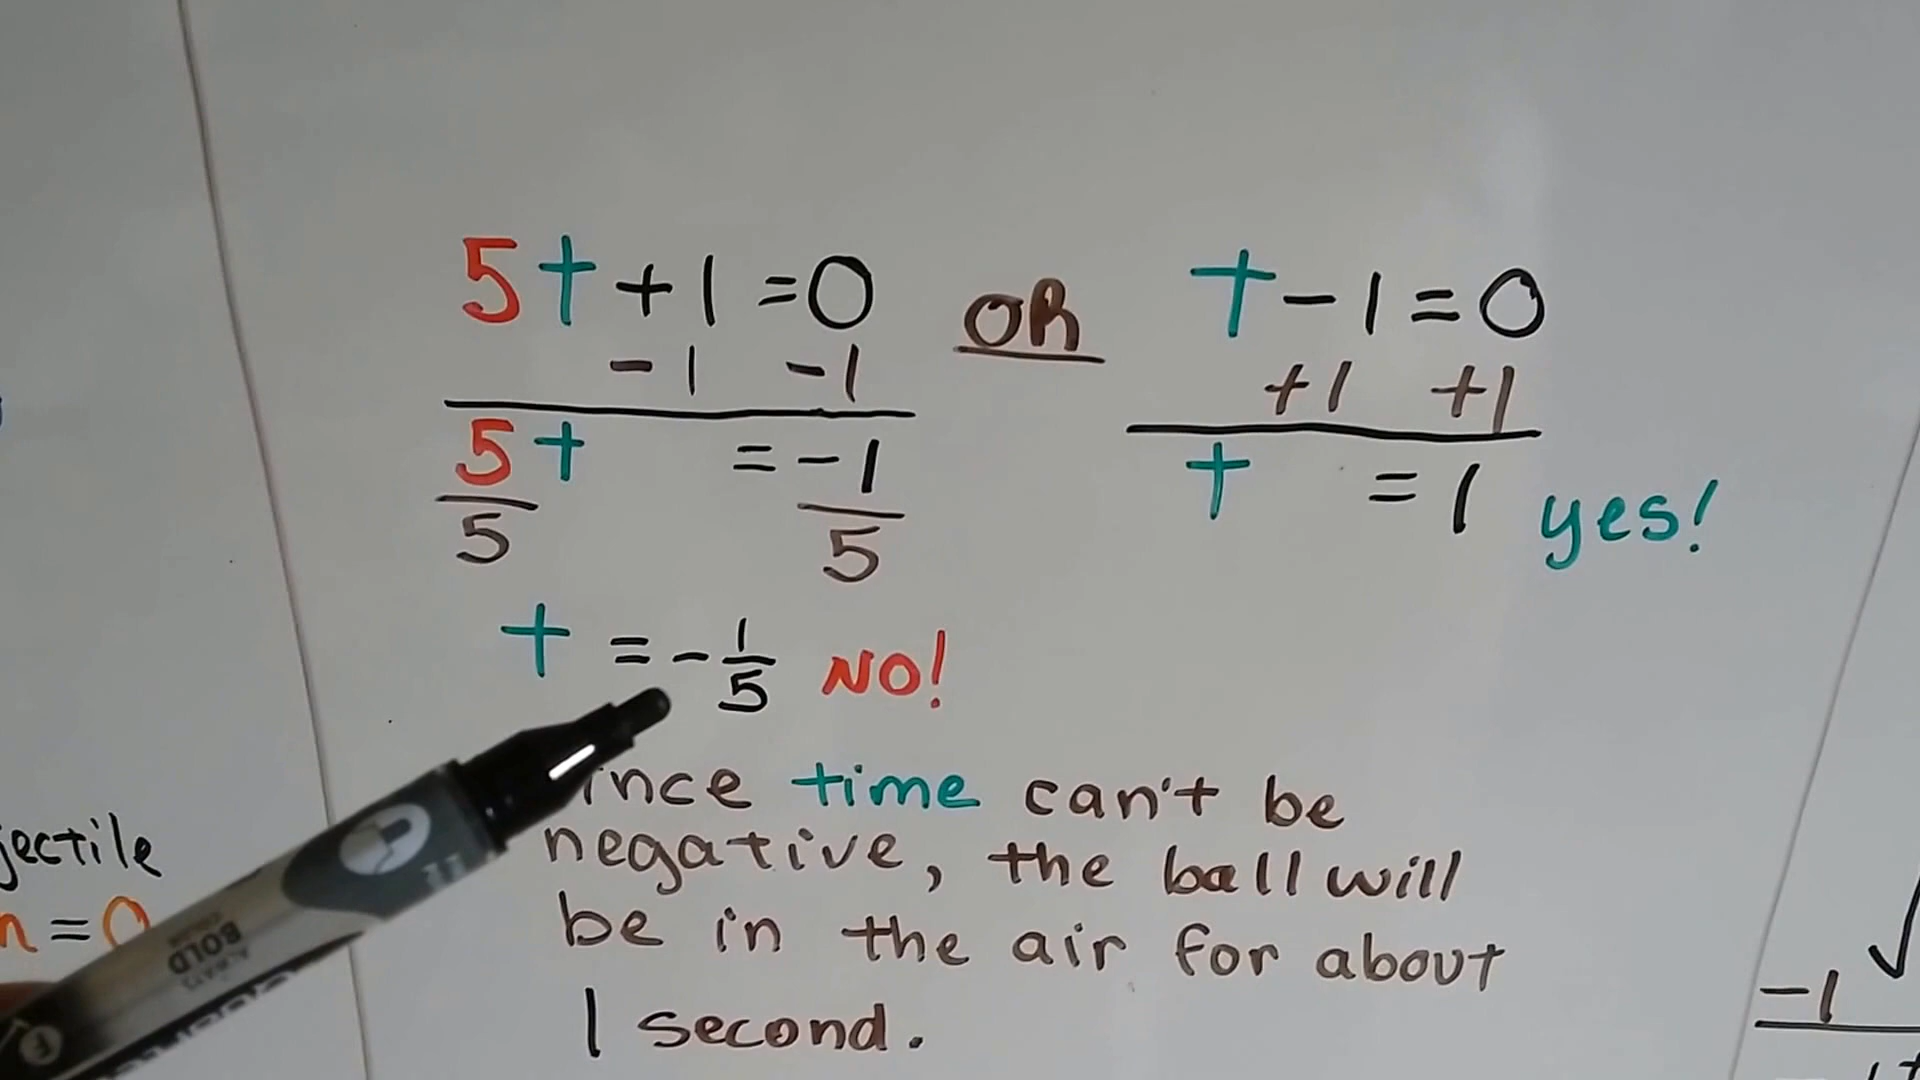 5t + 1 = 0 OR t - 1 = 0
- 1 - 1 +1 +1
5t = -1 t = 1 yes!
5 5
t = - 1/5 NO!
ince time can't be
negative, the ball will
be in the air for about
1 second.
jectile
= 0
BOLD
-1